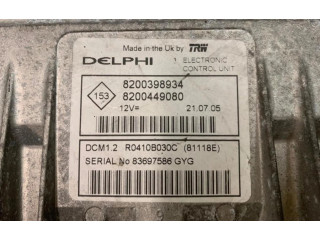 Made in the Uk by TRW
DELPHI
ELECTRONIC
CONTROL UNIT
8200398934
153
8200449080
12V= 21.07.05
DCM1.2 R0410B030C (81118E)
SERIAL No 83697586 GYG